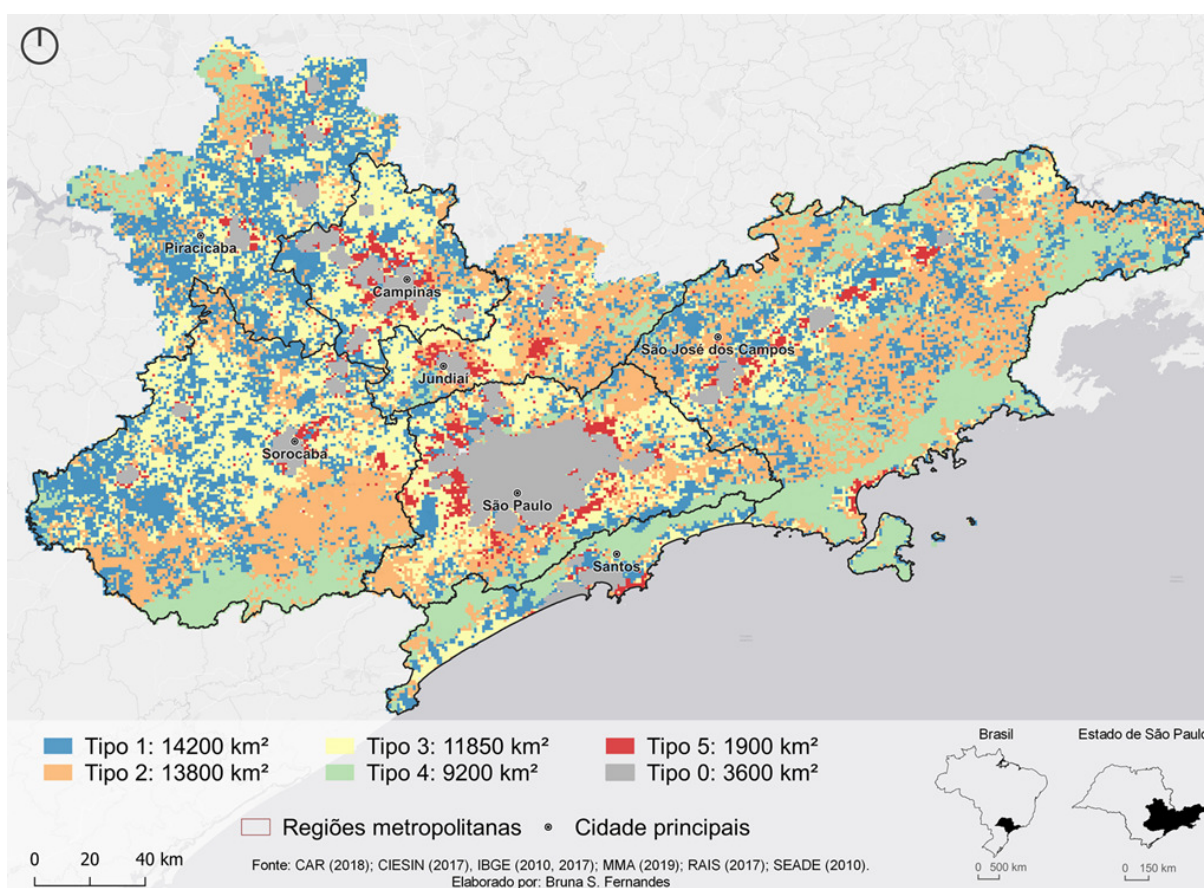 Piracicaba
Campinas
São José dos Campos
Jundiaí
Sorocaba
São Paulo
Santos
Tipo 1: 14200 km²
Tipo 3: 11850 km²
Tipo 5: 1900 km²
Tipo 2: 13800 km²
Tipo 4: 9200km²
Tipo 0: 3600 km²
Regiões metropolitanas
Cidade principais
0 20 40 km
Fonte: CAR (2018); CIESIN (2017), IBGE (2010, 2017); MMA (2019); RAIS (2017); SEADE (2010).
Elaborado por: Bruna S. Fernandes
Brasil
Estado de São Paulo
0 500 km
0 150 km